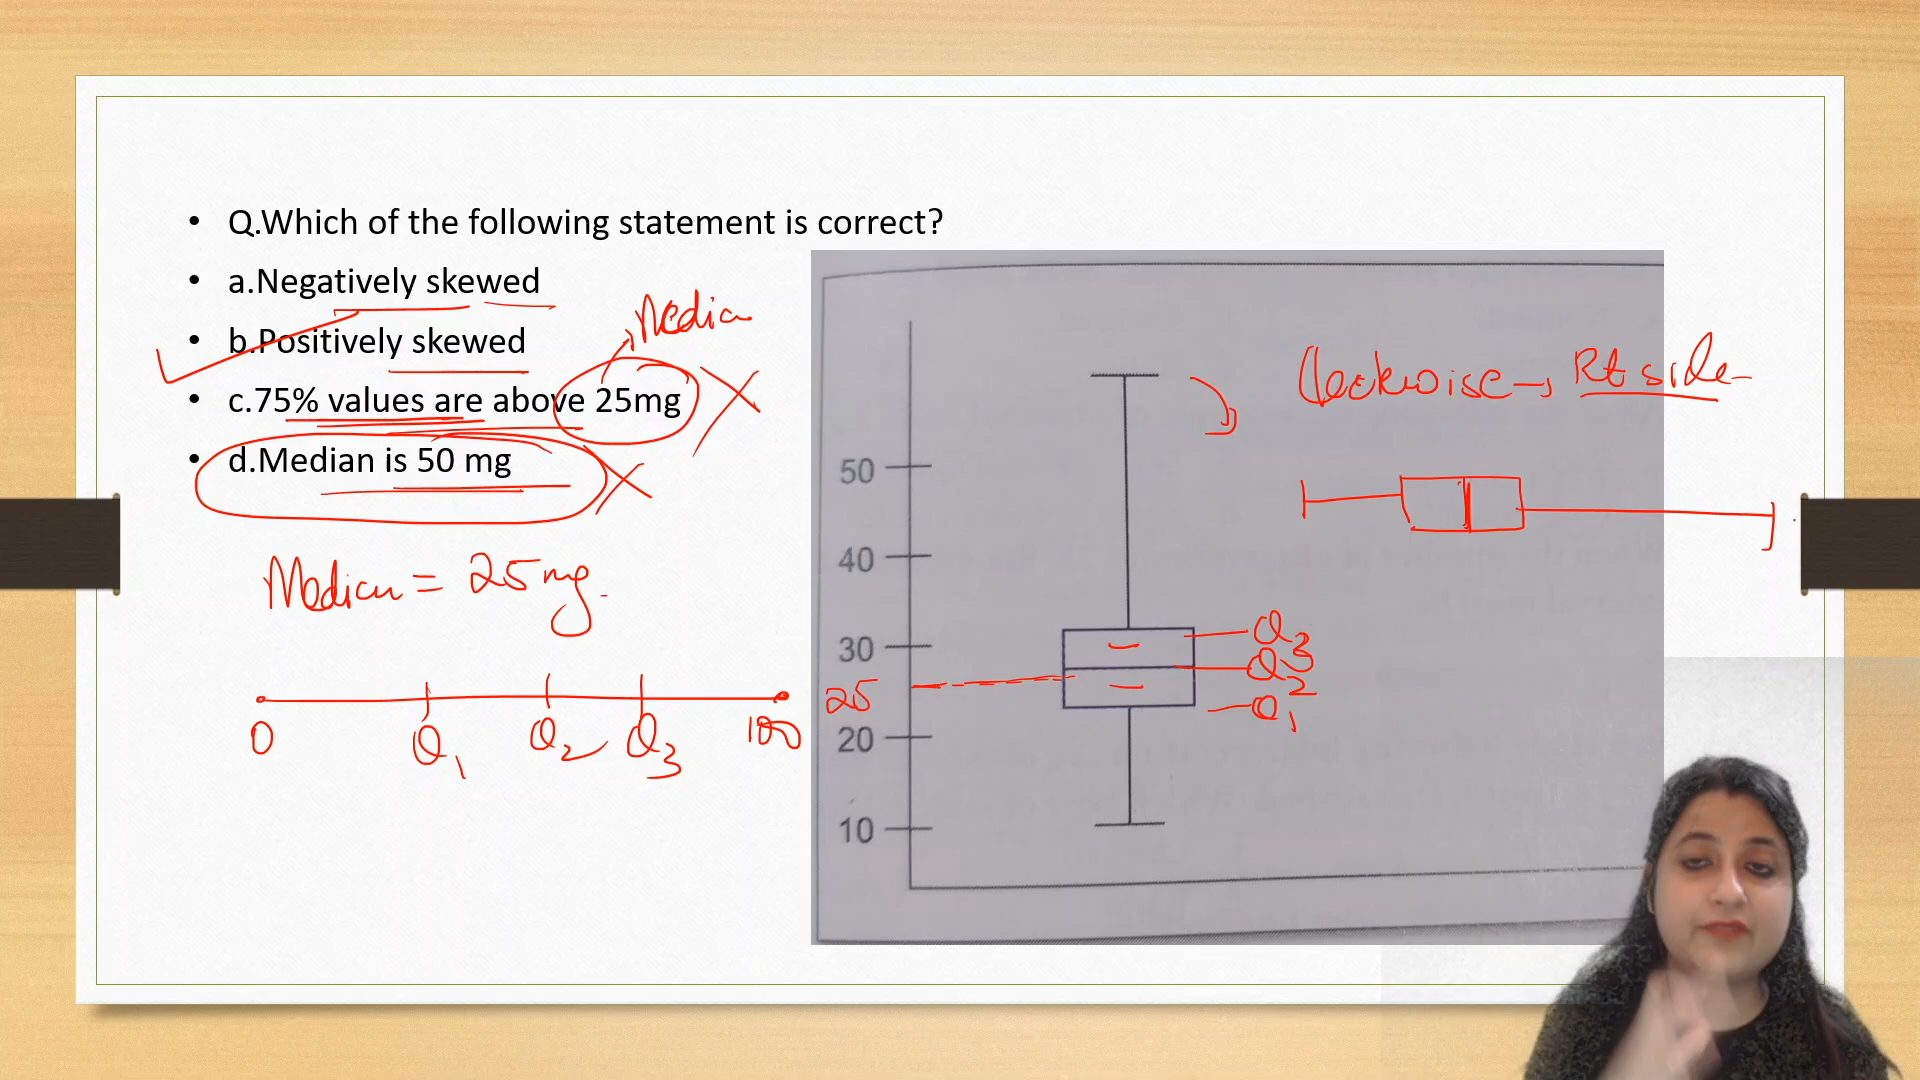 • Q.Which of the following statement is correct?
• a.Negatively skewed
• b.Positively skewed
• c.75% values are above 25mg
• d.Median is 50 mg
Median
Median = 25mg.
0 Q1 Q2 Q3 100
50
40
30
25
20
10
Q3
Q2
Q1
Clockwise → Rt side